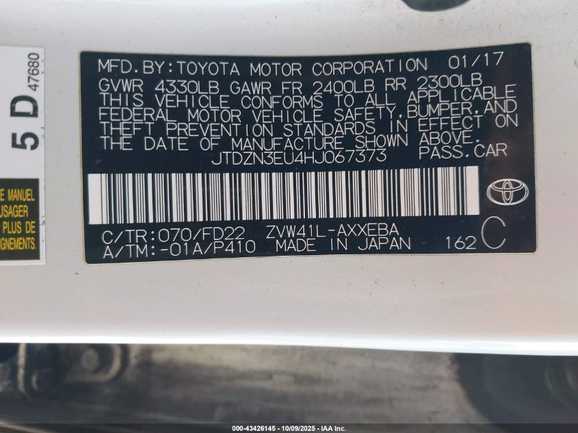 MFD.BY:TOYOTA MOTOR CORPORATION 01/17
GVWR 4330LB GAWR FR 2400LB RR 2300LB
THIS VEHICLE CONFORMS TO ALL APPLICABLE
FEDERAL MOTOR VEHICLE SAFETY,BUMPER,AND
THEFT PREVENTION STANDARDS IN EFFECT ON
THE DATE OF MANUFACTURE SHOWN ABOVE.
JTDZN3EU4HJ067373 PASS.CAR
C/TR:070/FD22 ZVW41L-AXXEBA
A/TM:-01A/P410 MADE IN JAPAN 162 C
TOYOTA
5 D 47680
E MANUEL
USAGER
PLUS DE
GNEMENTS
000-43426145 - 10/09/2025 - IAA Inc.